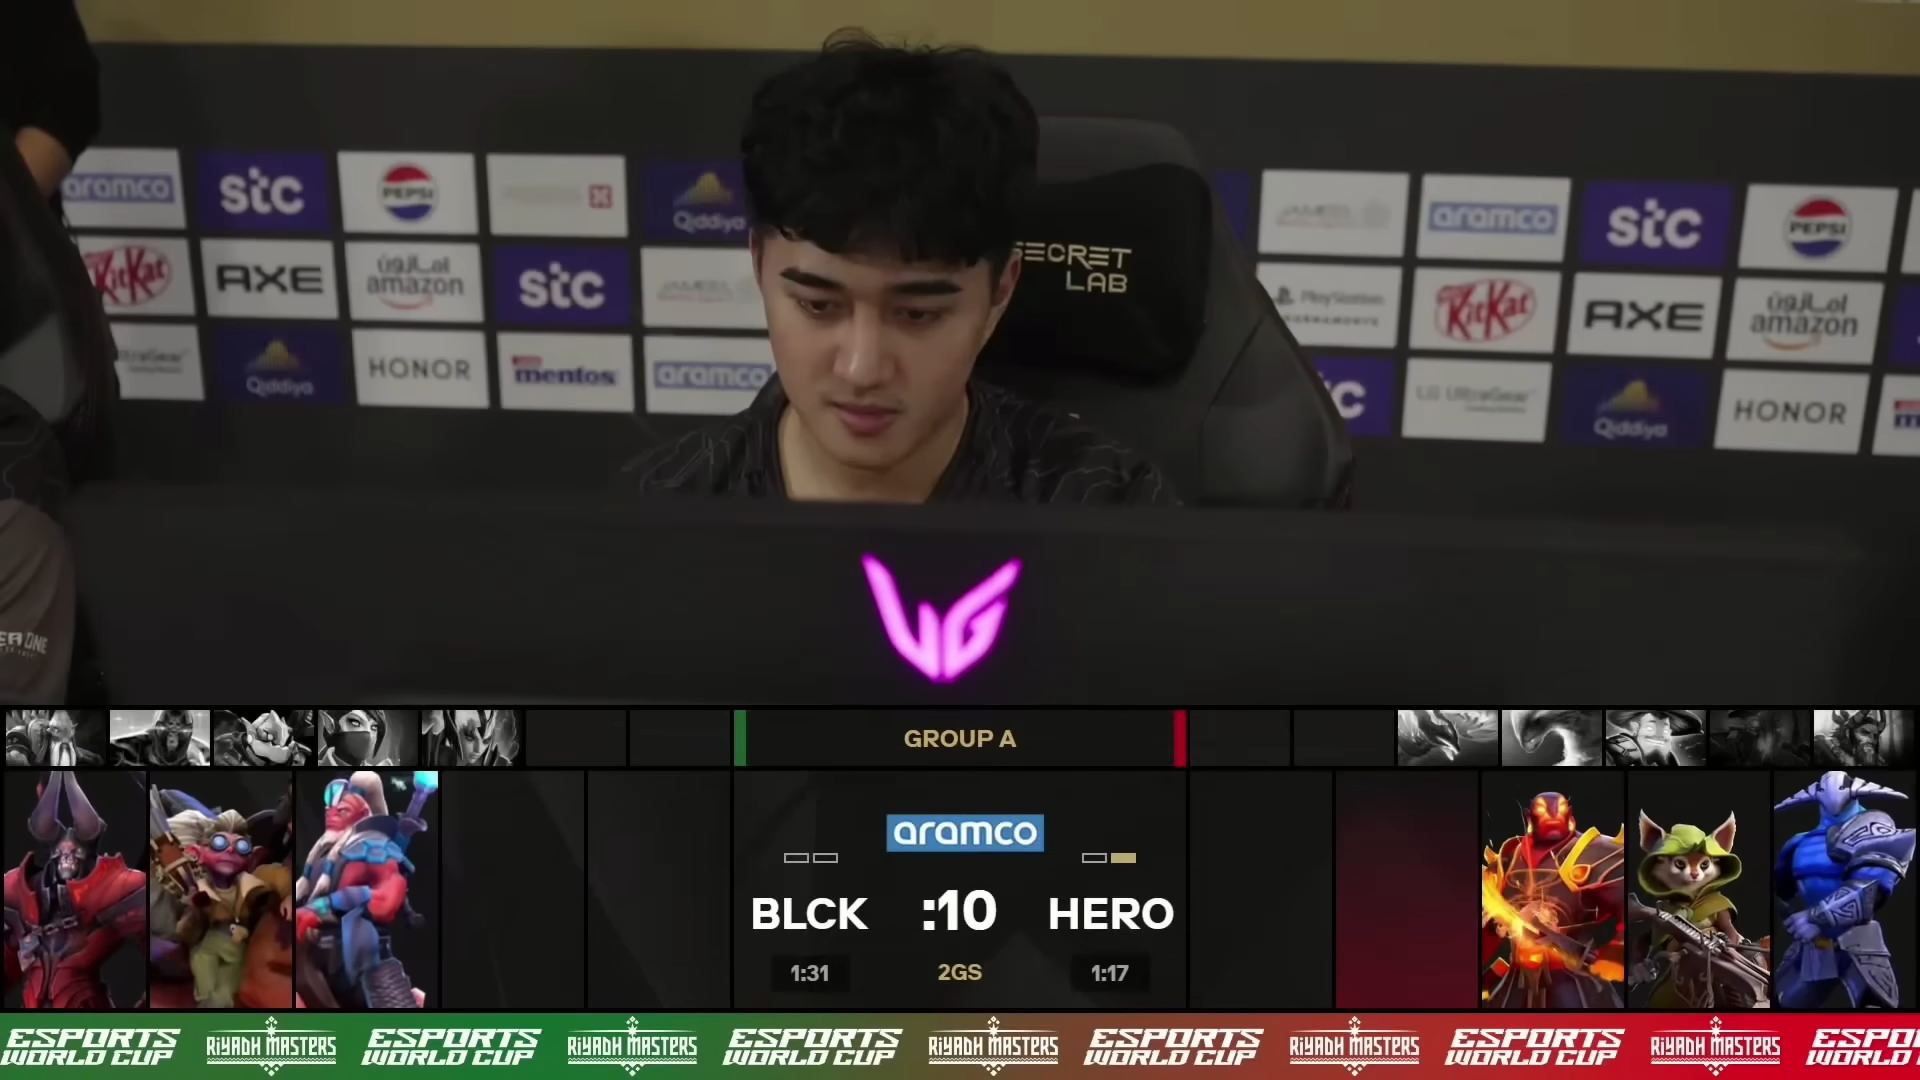 aramco
stc
PEPSI
Qiddiya
aramco
stc
PEPSI
SECRET
LAB
KitKat
AXE
امازون
amazon
stc
PlayStation
KitKat
AXE
امازون
amazon
Qiddiya
HONOR
mentos
aramco
LG UltraGear
Qiddiya
HONOR
GROUP A
aramco
BLCK :10 HERO
1:31 2GS 1:17
ESPORTS WORLD CUP RIYADH MASTERS ESPORTS WORLD CUP RIYADH MASTERS ESPORTS WORLD CUP RIYADH MASTERS ESPORTS WORLD CUP RIYADH MASTERS ESPORTS WORLD CUP RIYADH MASTERS